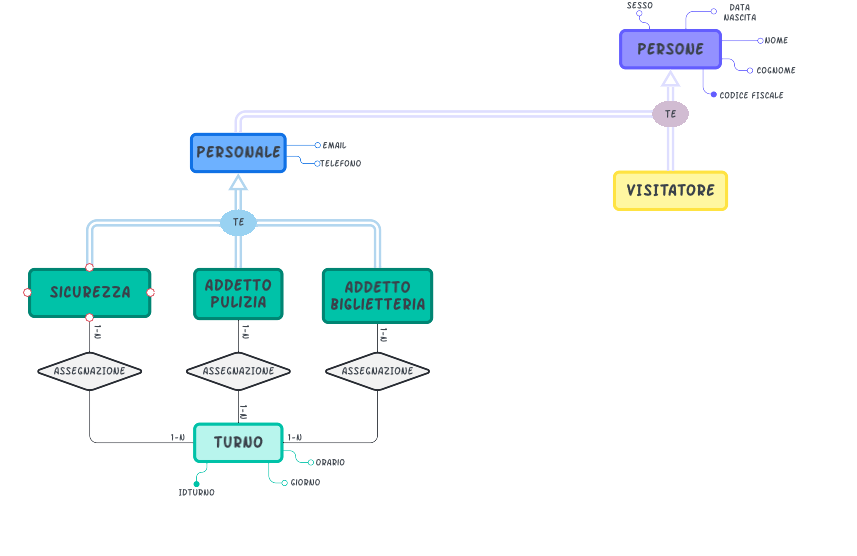 SESSO
DATA
NASCITA
PERSONE
NOME
COGNOME
CODICE FISCALE
TE
PERSONALE
EMAIL
TELEFONO
VISITATORE
TE
SICUREZZA
ADDETTO
PULIZIA
ADDETTO
BIGLIETTERIA
1-N
1-N
1-N
ASSEGNAZIONE
ASSEGNAZIONE
ASSEGNAZIONE
1-N
1-N
TURNO
1-N
ORARIO
GIORNO
IDTURNO